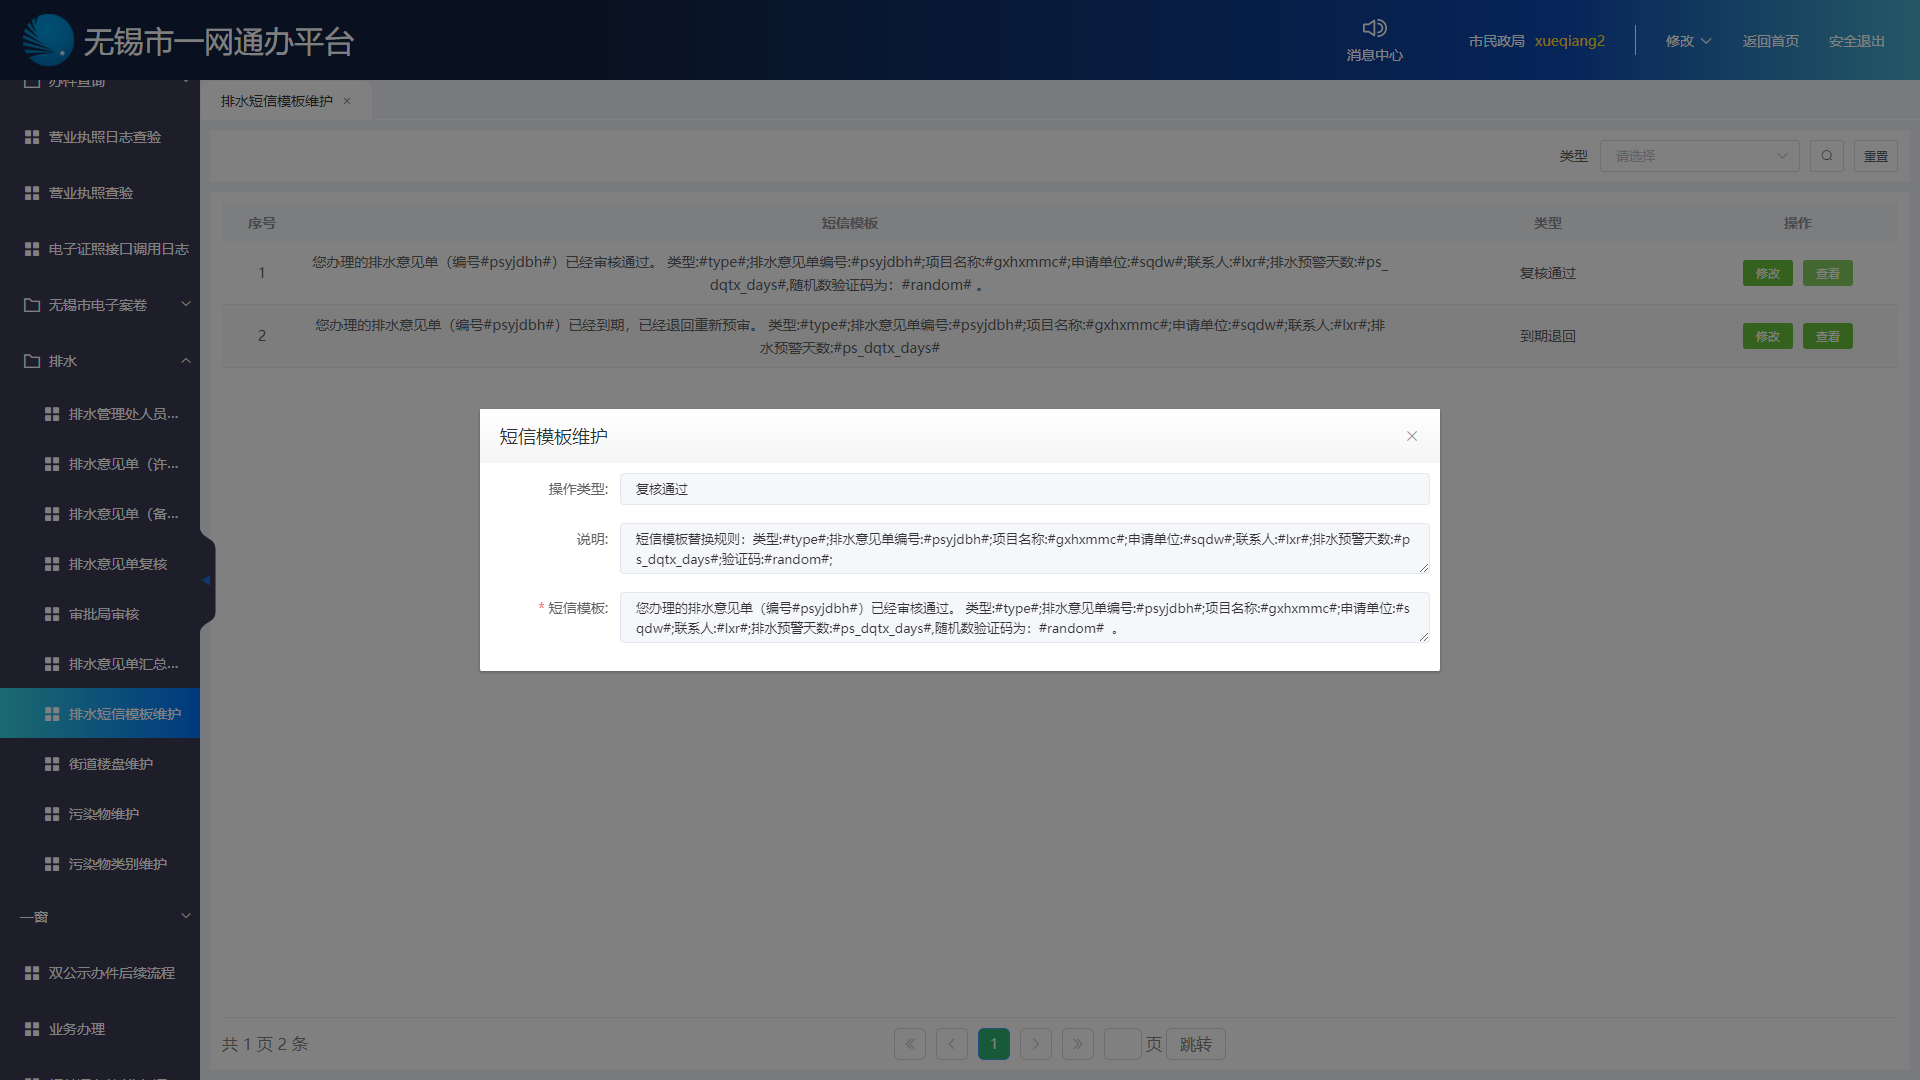 无锡市一网通办平台
消息中心
市民政局 xueqiang2
修改
返回首页
安全退出
办件查询
营业执照日志查验
营业执照查验
电子证照接口调用日志
无锡市电子案卷
排水
排水管理处人员...
排水意见单（许...
排水意见单（备...
排水意见单复核
审批局审核
排水意见单汇总...
排水短信模板维护
街道楼盘维护
污染物维护
污染物类别维护
一窗
双公示办件后续流程
业务办理
排水短信模板维护 ×
类型 请选择 重置
序号 短信模板 类型 操作
1 您办理的排水意见单（编号#psyjdbh#）已经审核通过。 类型:#type#;排水意见单编号:#psyjdbh#;项目名称:#gxhxmmc#;申请单位:#sqdw#;联系人:#lxr#;排水预警天数:#ps_
dqtx_days#,随机数验证码为：#random# 。 复核通过 修改 查看
2 您办理的排水意见单（编号#psyjdbh#）已经到期，已经退回重新预审。 类型:#type#;排水意见单编号:#psyjdbh#;项目名称:#gxhxmmc#;申请单位:#sqdw#;联系人:#lxr#;排
水预警天数:#ps_dqtx_days# 到期退回 修改 查看
短信模板维护
操作类型: 复核通过
说明: 短信模板替换规则：类型:#type#;排水意见单编号:#psyjdbh#;项目名称:#gxhxmmc#;申请单位:#sqdw#;联系人:#lxr#;排水预警天数:#p
s_dqtx_days#;验证码:#random#;
* 短信模板: 您办理的排水意见单（编号#psyjdbh#）已经审核通过。 类型:#type#;排水意见单编号:#psyjdbh#;项目名称:#gxhxmmc#;申请单位:#s
qdw#;联系人:#lxr#;排水预警天数:#ps_dqtx_days#,随机数验证码为：#random# 。
共 1 页 2 条
1
页 跳转